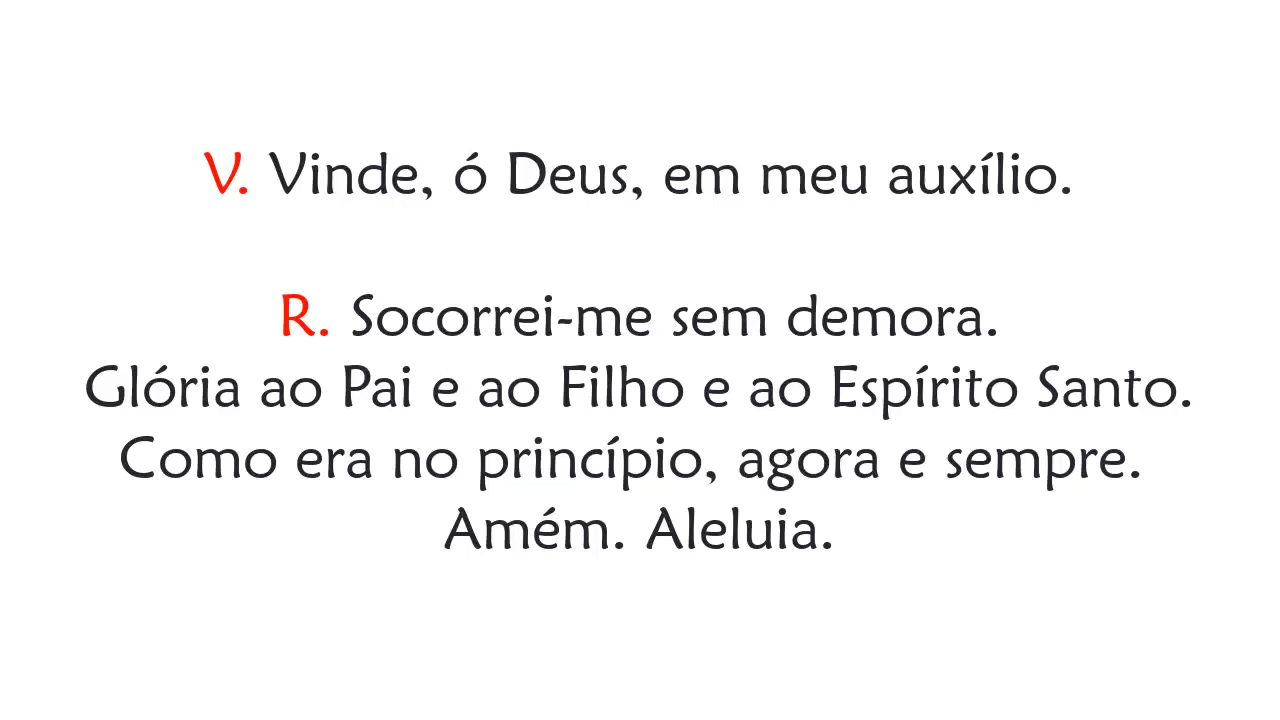 V. Vinde, ó Deus, em meu auxílio.
R. Socorrei-me sem demora.
Glória ao Pai e ao Filho e ao Espírito Santo.
Como era no princípio, agora e sempre.
Amém. Aleluia.